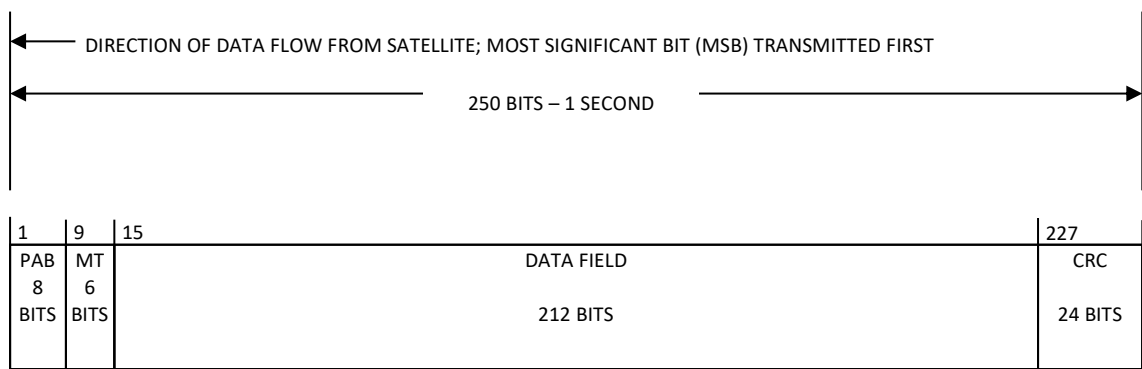 DIRECTION OF DATA FLOW FROM SATELLITE; MOST SIGNIFICANT BIT (MSB) TRANSMITTED FIRST
250 BITS – 1 SECOND
1 9 15 227
PAB MT DATA FIELD CRC
8 6
BITS BITS 212 BITS 24 BITS